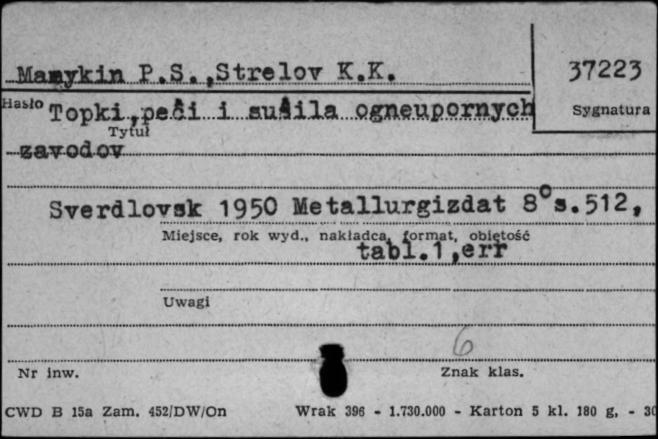 Mamykin P.S.,Strelov K.K.
37223
Hasło
Topki,peči i sušila ogneupornych
Sygnatura
Tytuł
zavodov
Sverdlovsk 1950 Metallurgizdat 8° s.512,
Miejsce, rok wyd., nakładca, format, obiętość
tabl.1,err
Uwagi
6
Nr inw.
Znak klas.
CWD B 15a Zam. 452/DW/On Wrak 396 - 1.730.000 - Karton 5 kl. 180 g, - 30